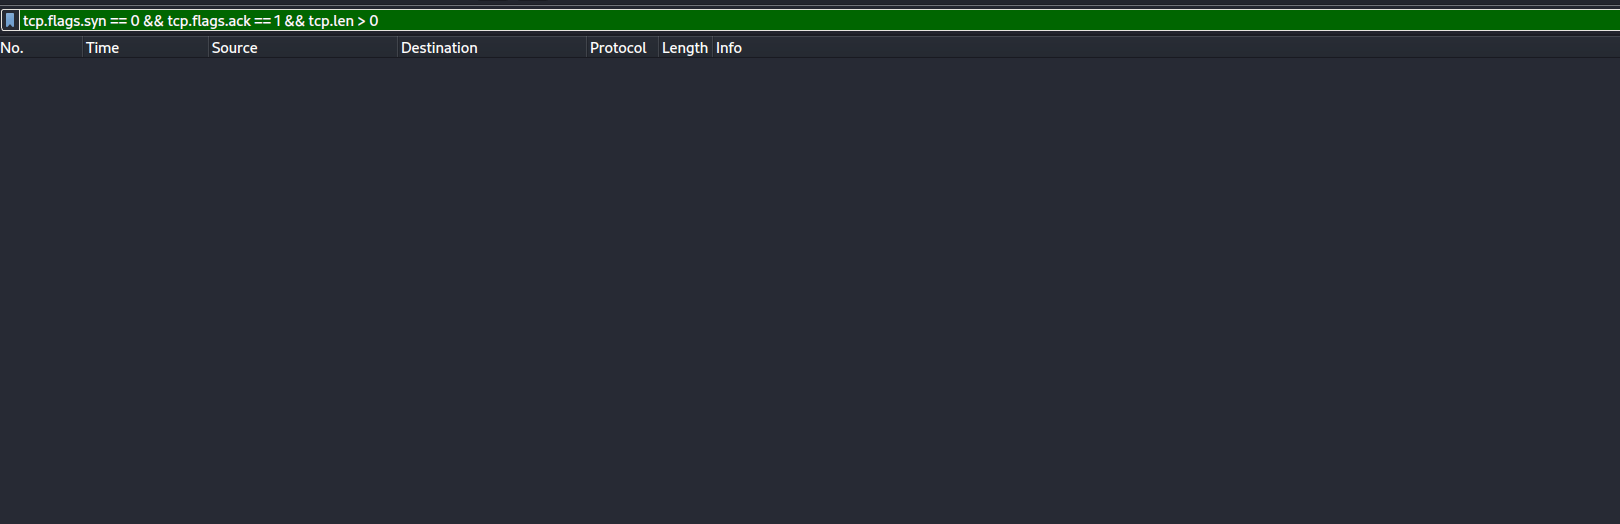 tcp.flags.syn == 0 && tcp.flags.ack == 1 && tcp.len > 0
No. Time Source Destination Protocol Length Info